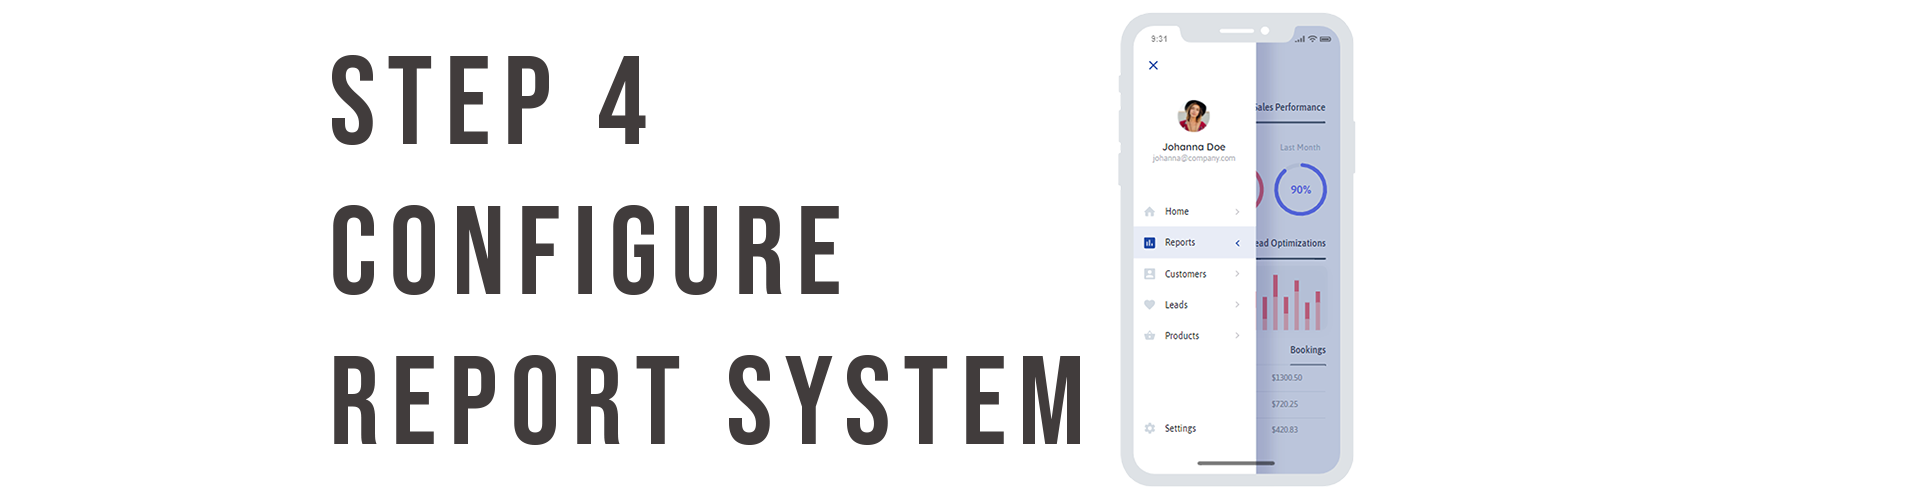 STEP 4
CONFIGURE
REPORT SYSTEM
9:31
Johanna Doe
johanna@company.com
Home
Reports
Customers
Leads
Products
Settings
Sales Performance
Last Month
90%
ead Optimizations
Bookings
$1300.50
$720.25
$420.83